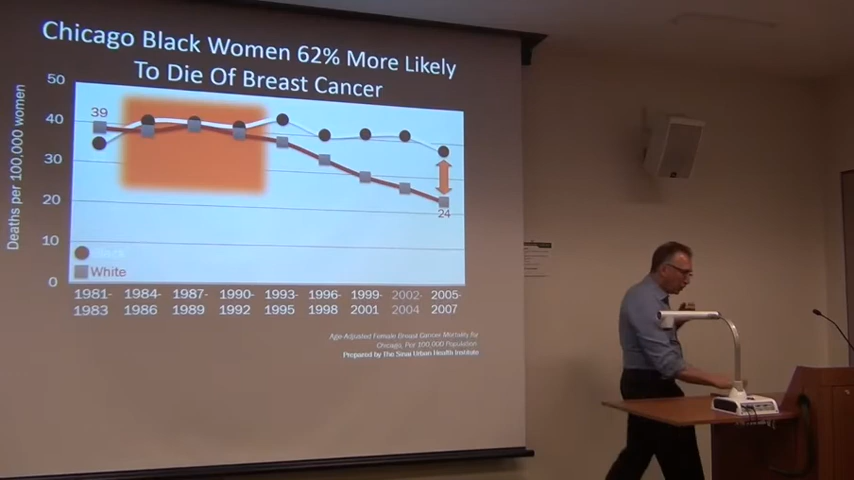 Chicago Black Women 62% More Likely
To Die Of Breast Cancer
Deaths per 100,000 women
50
40
30
20
10
0
39
24
Black
White
1981-1983
1984-1986
1987-1989
1990-1992
1993-1995
1996-1998
1999-2001
2002-2004
2005-2007
Age-Adjusted Female Breast Cancer Mortality for
Chicago, Per 100,000 Population
Prepared by The Sinai Urban Health Institute